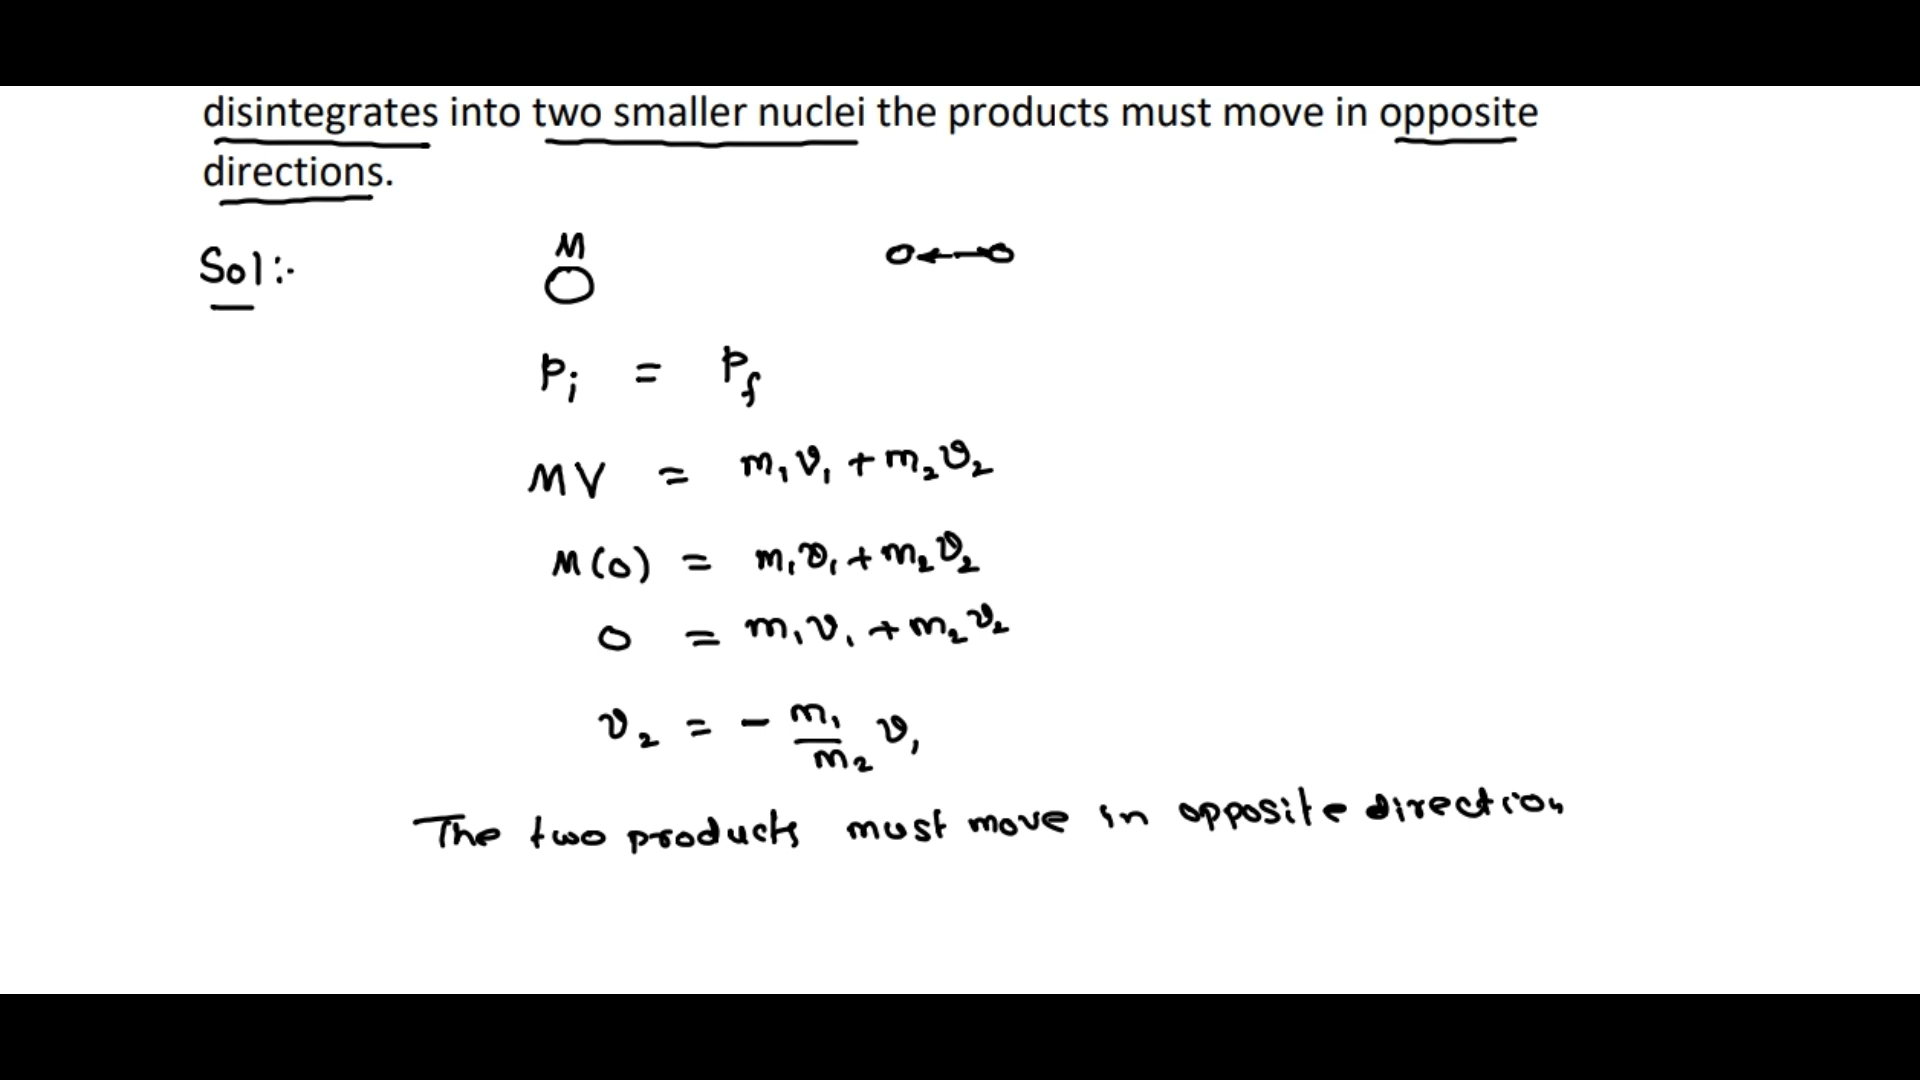 disintegrates into two smaller nuclei the products must move in opposite
directions.
Sol:-
M
Pi = Pf
MV = m₁v₁ + m₂v₂
M(0) = m₁v₁ + m₂v₂
0 = m₁v₁ + m₂v₂
v₂ = - m₁/m₂ v₁
The two products must move in opposite direction